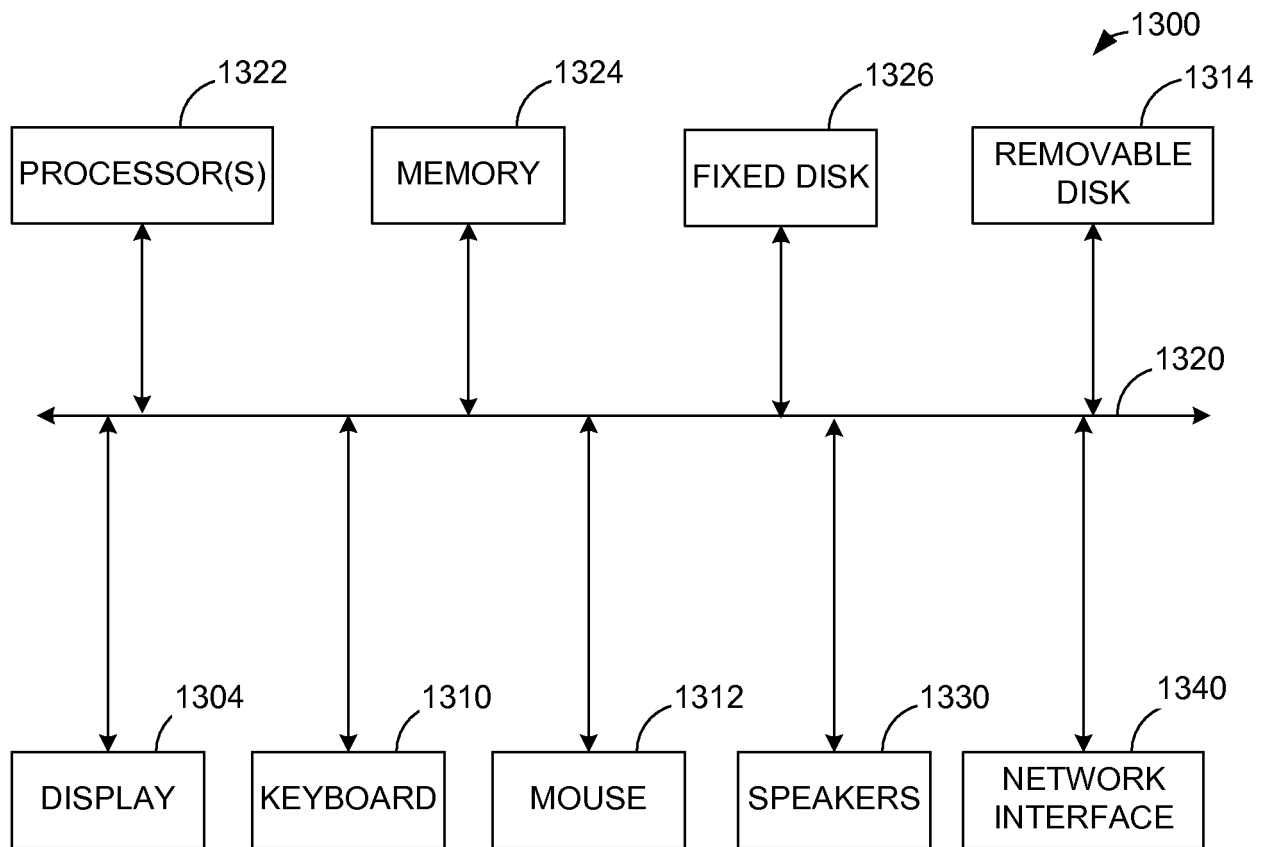 1300
1322
1324
1326
1314
PROCESSOR(S)
MEMORY
FIXED DISK
REMOVABLE
DISK
1320
1304
1310
1312
1330
1340
DISPLAY
KEYBOARD
MOUSE
SPEAKERS
NETWORK
INTERFACE